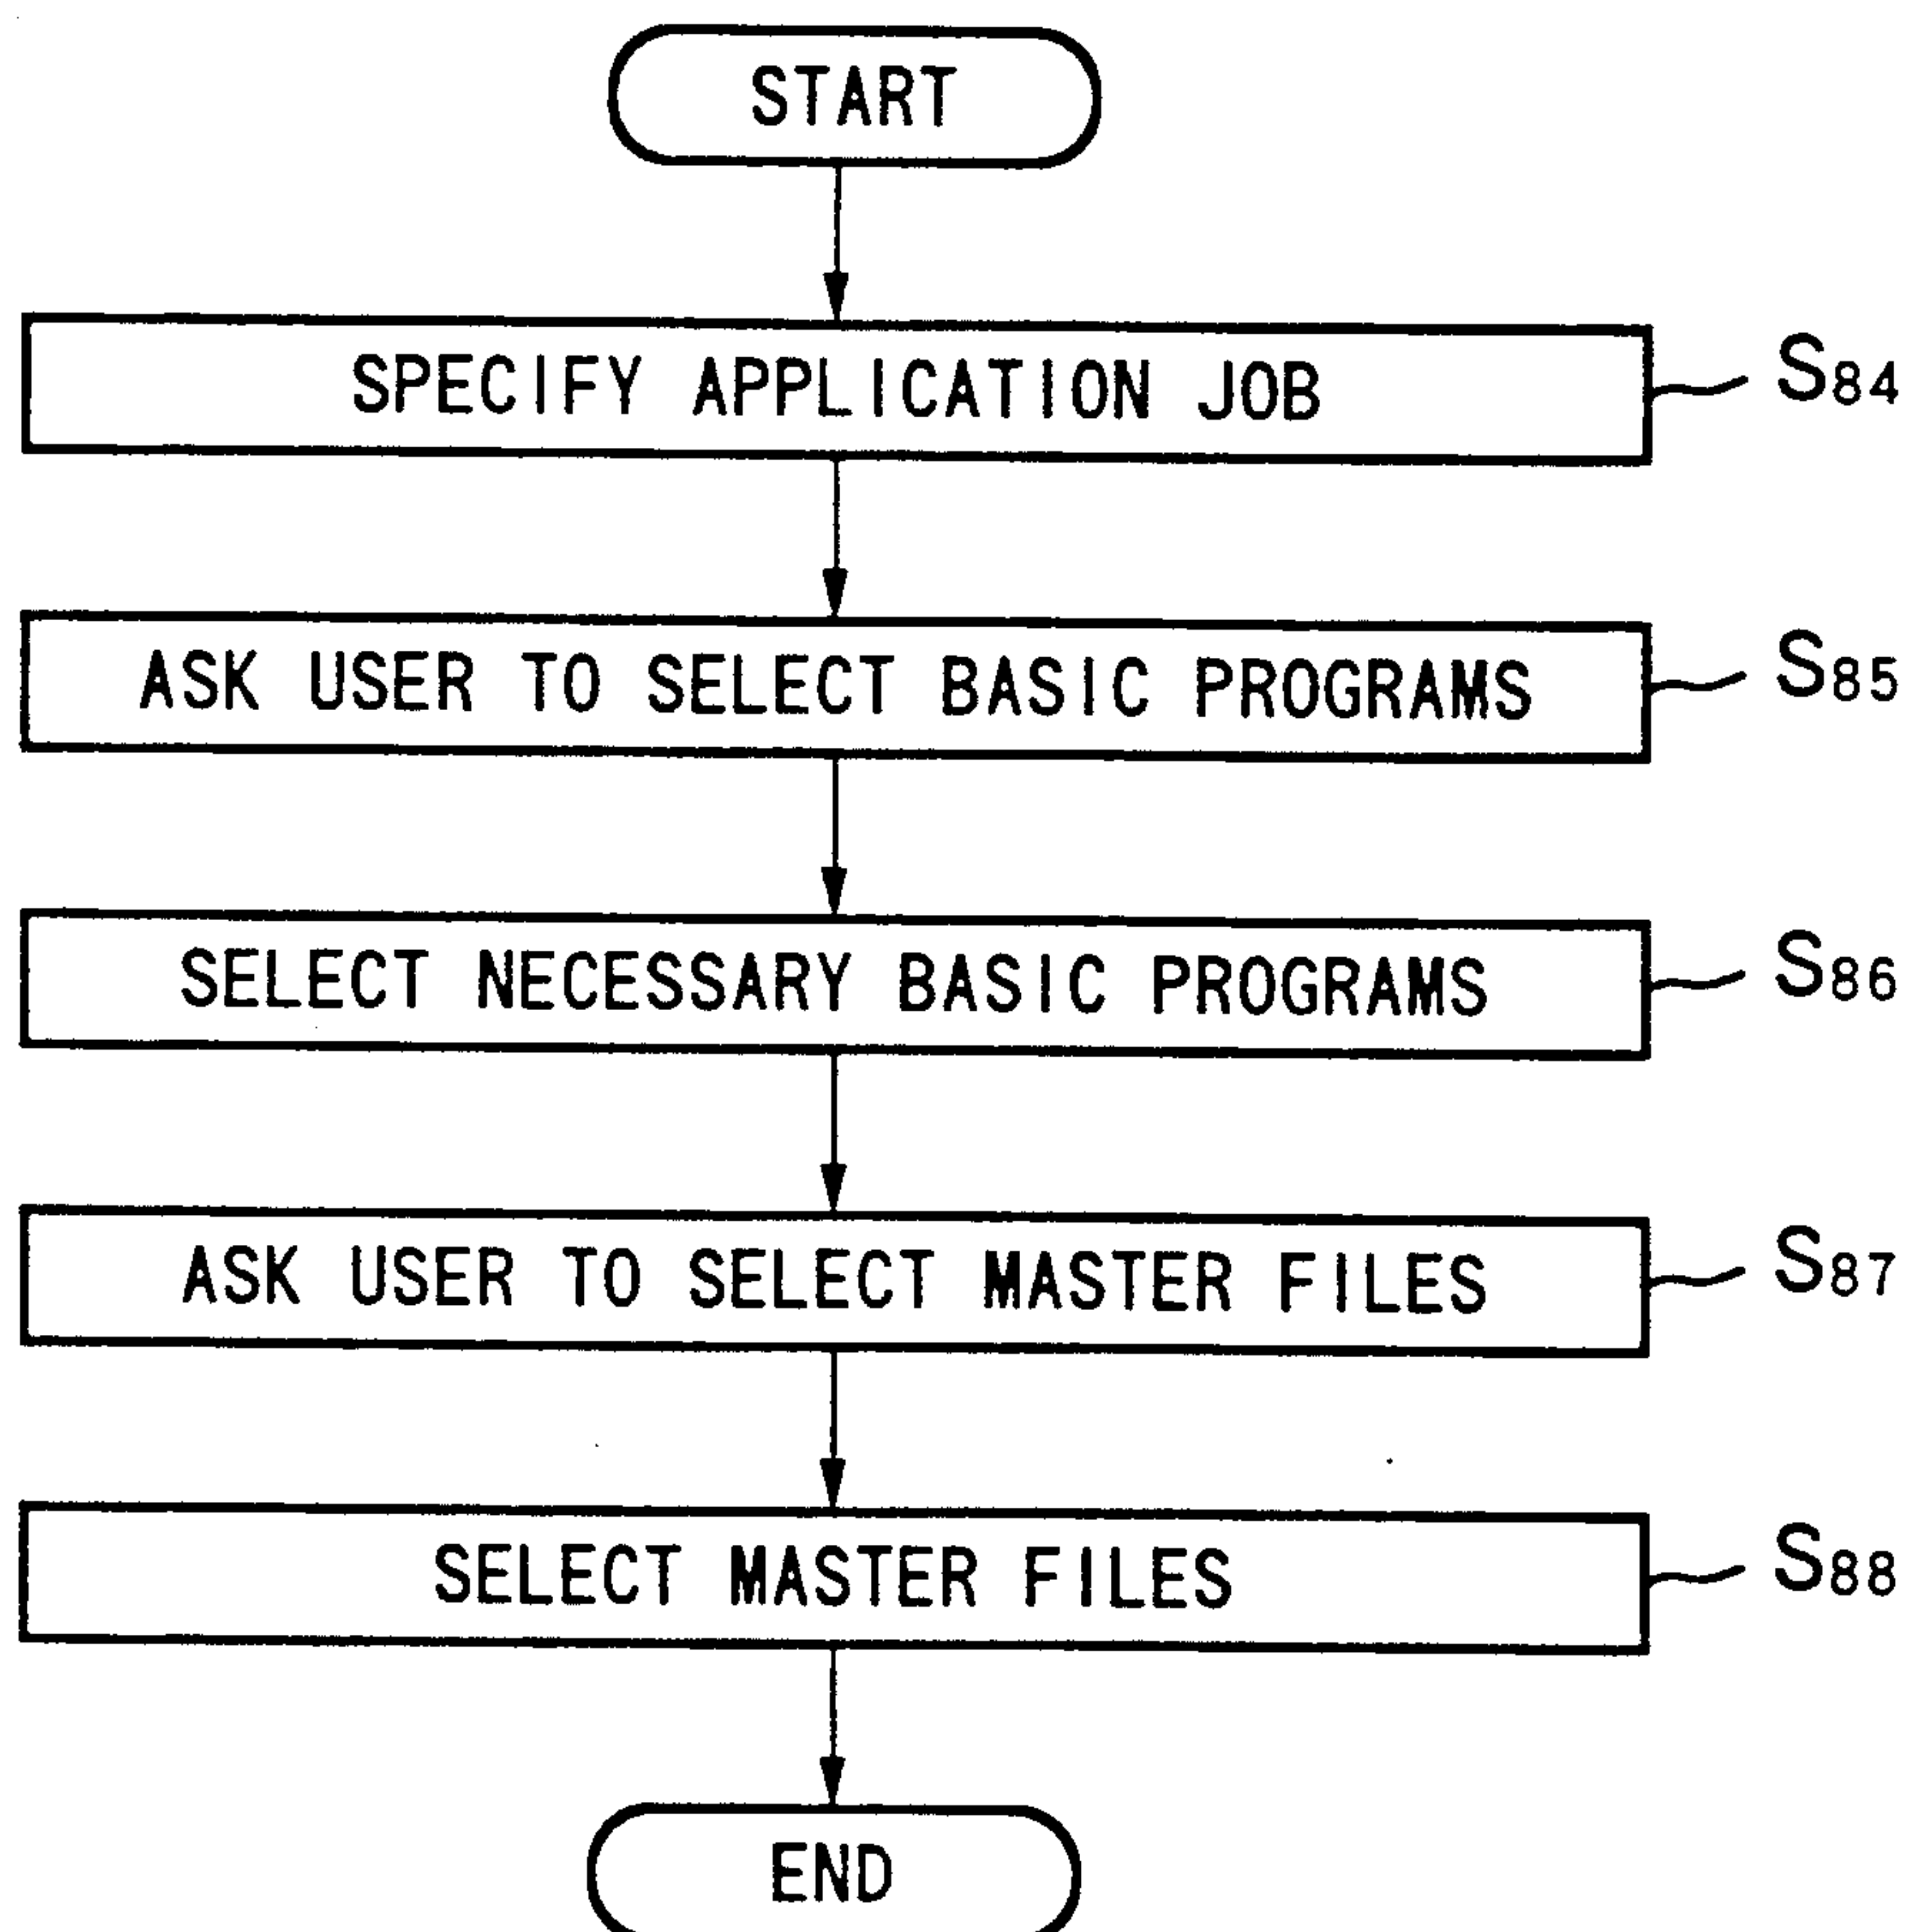 START
SPECIFY APPLICATION JOB S84
ASK USER TO SELECT BASIC PROGRAMS S85
SELECT NECESSARY BASIC PROGRAMS S86
ASK USER TO SELECT MASTER FILES S87
SELECT MASTER FILES S88
END